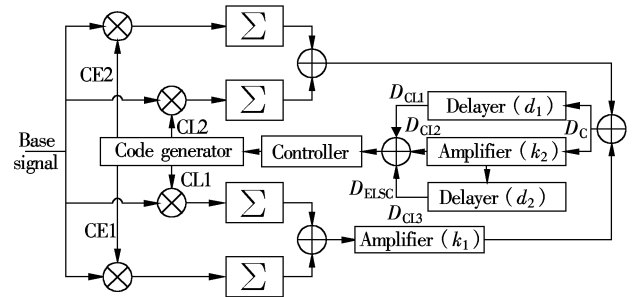 Σ
CE2
Σ
CL2
Base
signal
Code generator
Controller
D_CL1
Delayer (d_1)
D_C
D_CL2
Amplifier (k_2)
D_ELSC
Delayer (d_2)
CL1
Σ
D_CL3
CE1
Amplifier (k_1)
Σ